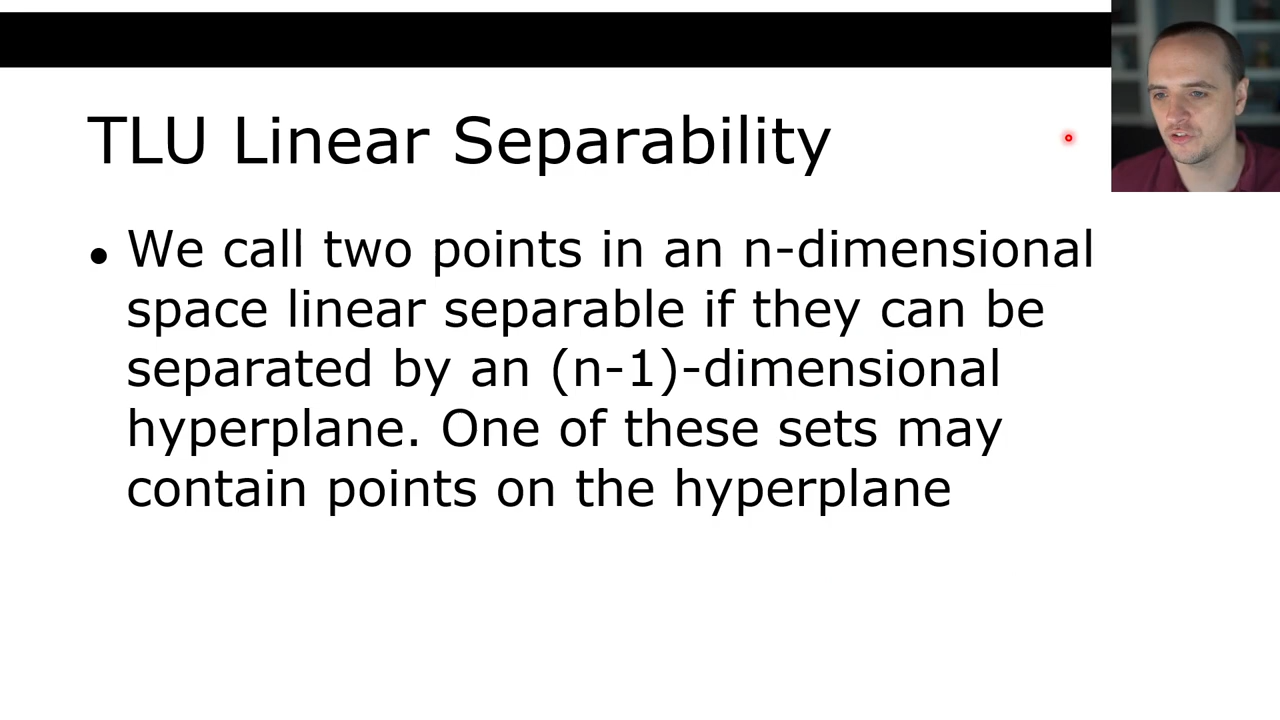 TLU Linear Separability
• We call two points in an n-dimensional
space linear separable if they can be
separated by an (n-1)-dimensional
hyperplane. One of these sets may
contain points on the hyperplane